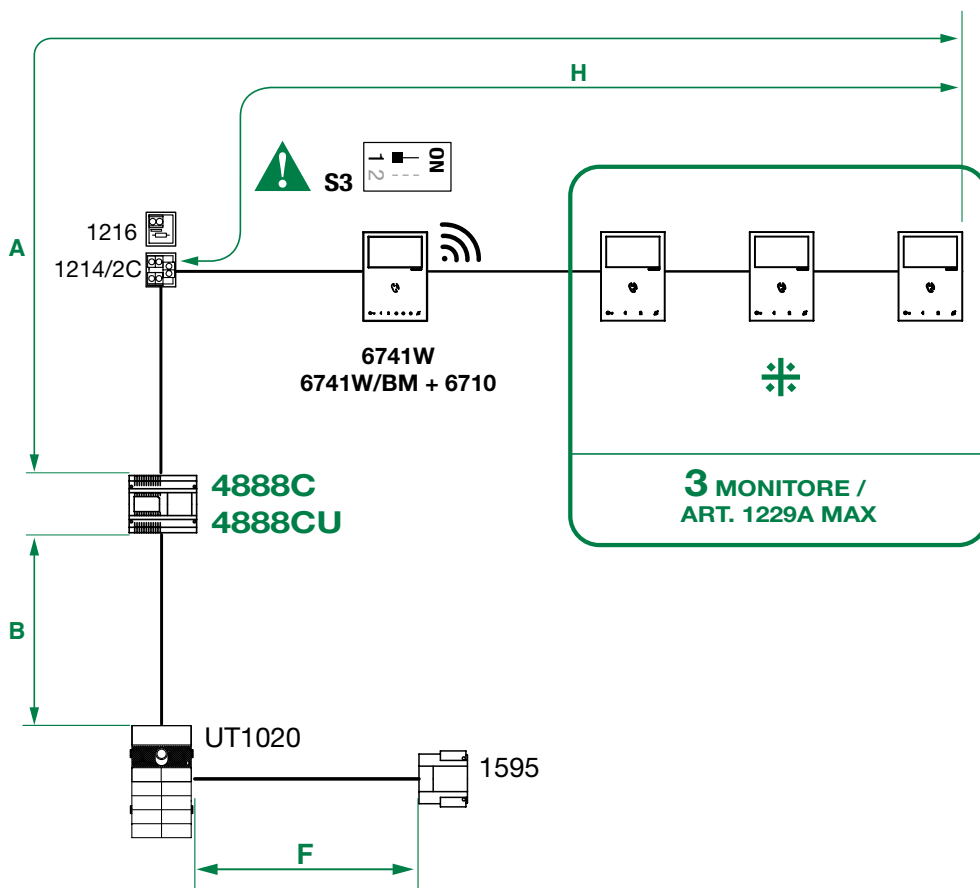 H
S3
ON
1
2
A
1216
1214/2C
6741W
6741W/BM + 6710
4888C
4888CU
3 MONITORE /
ART. 1229A MAX
B
UT1020
1595
F